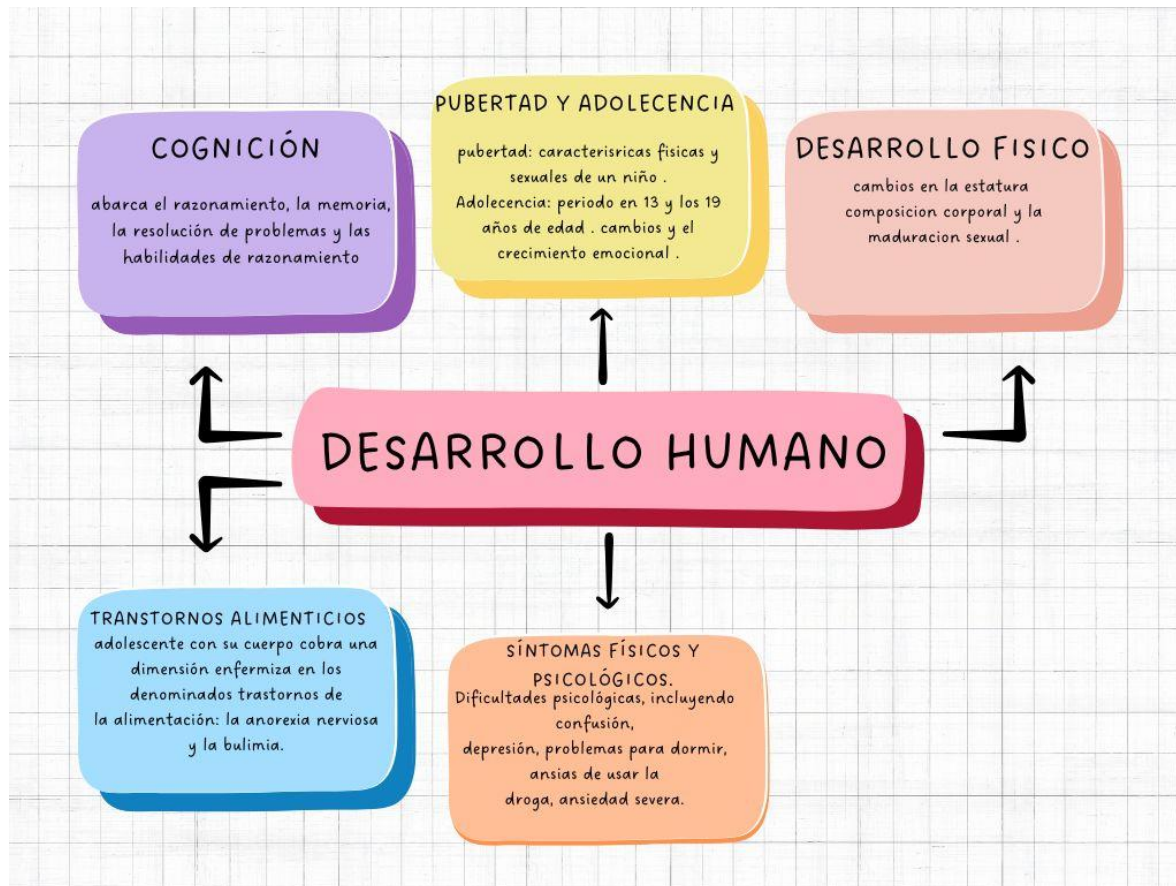 COGNICIÓN
abarca el razonamiento, la memoria,
la resolución de problemas y las
habilidades de razonamiento
PUBERTAD Y ADOLECENCIA
pubertad: caracterisricas fisicas y
sexuales de un niño .
Adolecencia: periodo en 13 y los 19
años de edad . cambios y el
crecimiento emocional .
DESARROLLO FISICO
cambios en la estatura
composicion corporal y la
maduracion sexual .
DESARROLLO HUMANO
TRANSTORNOS ALIMENTICIOS
adolescente con su cuerpo cobra una
dimensión enfermiza en los
denominados trastornos de
la alimentación: la anorexia nerviosa
y la bulimia.
SÍNTOMAS FÍSICOS Y
PSICOLÓGICOS.
Dificultades psicológicas, incluyendo
confusión,
depresión, problemas para dormir,
ansias de usar la
droga, ansiedad severa.